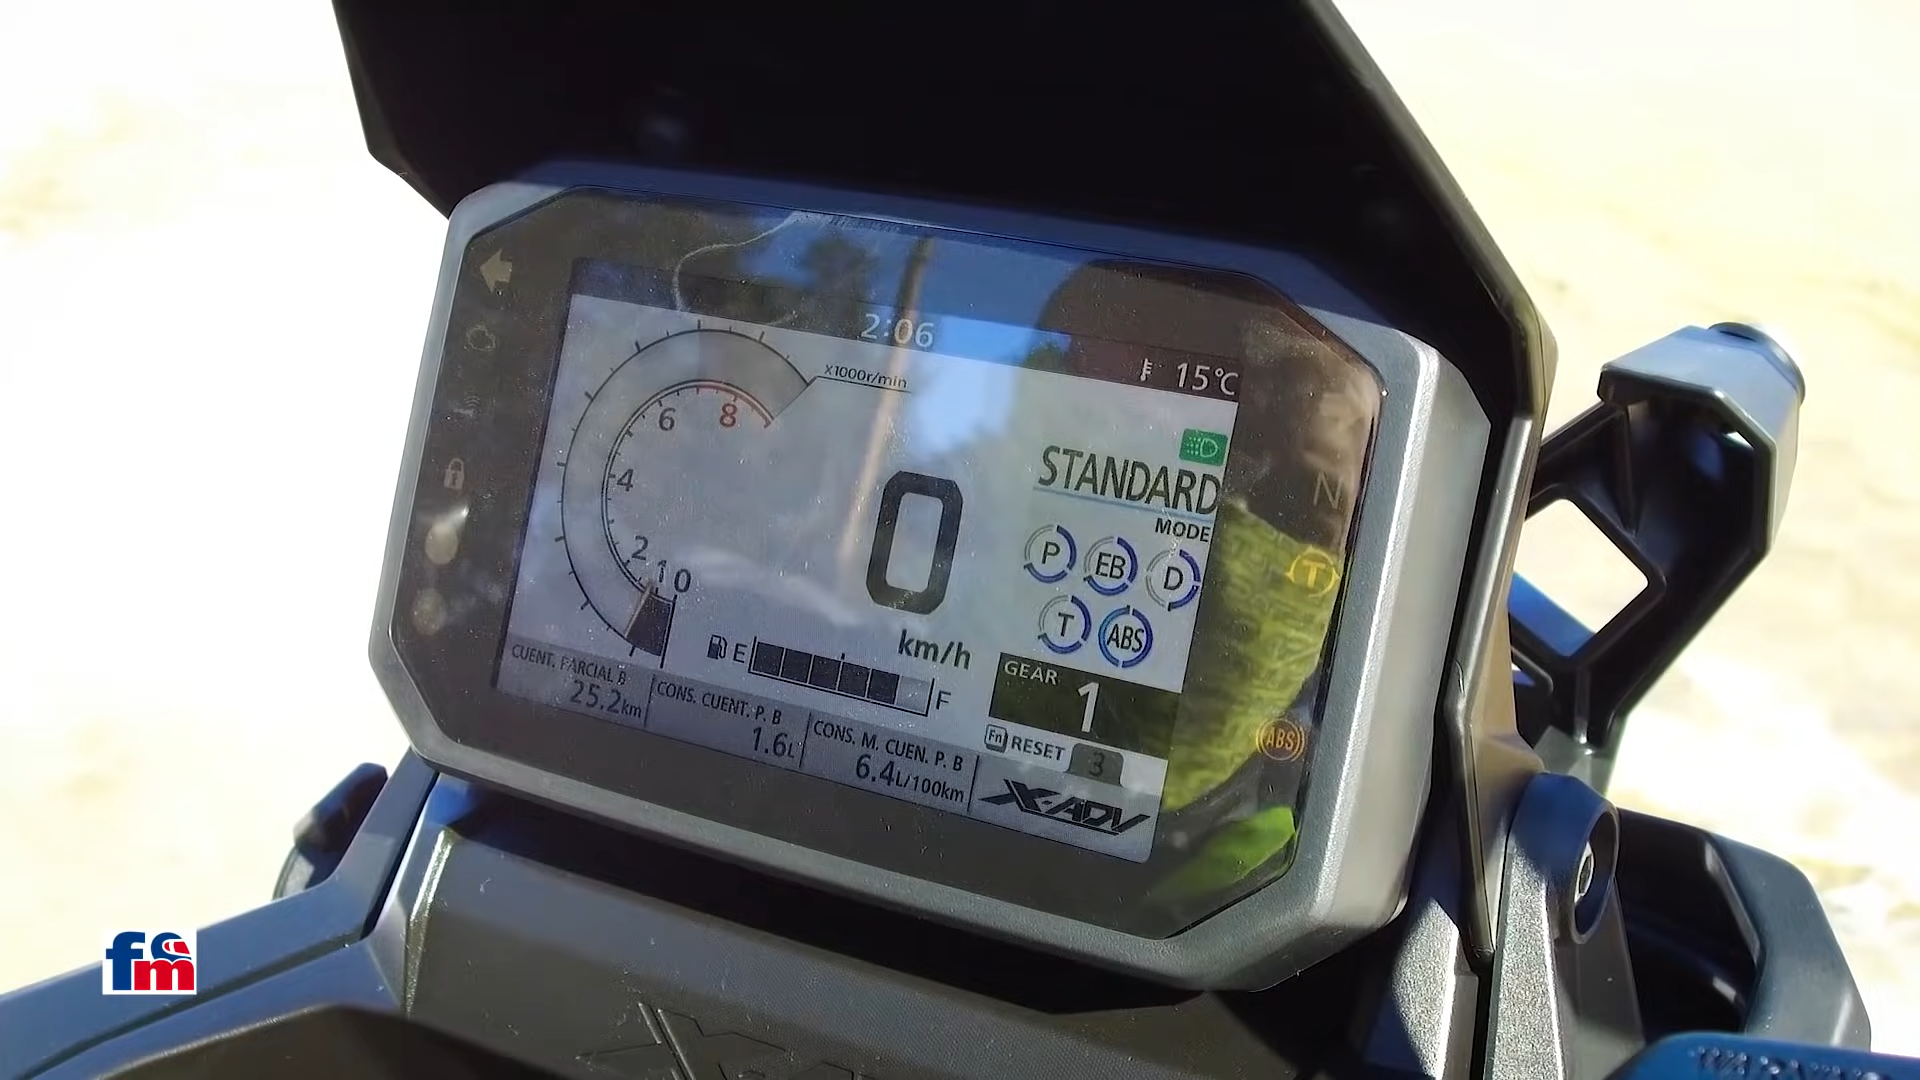 2:06
15°C
x1000r/min
6
8
4
2
10
0
STANDARD
MODE
P
EB
D
T
ABS
N
T
0
km/h
E
F
GEAR
1
Fn RESET
3
CUENT. PARCIAL B
25.2km
CONS. CUENT. P. B
1.6L
CONS. M. CUEN. P. B
6.4L/100km
X-ADV
ABS
fm